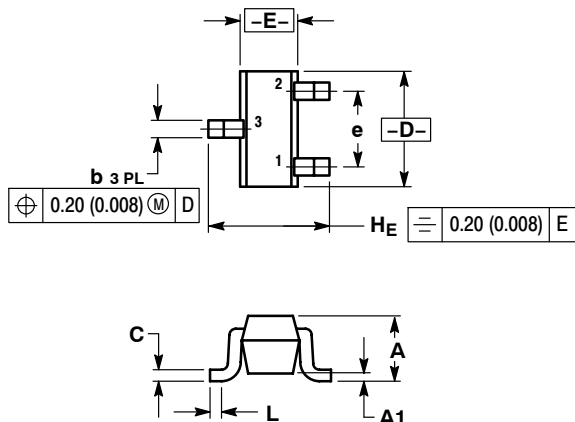 -E-
2
3
e
-D-
1
b 3 PL
⌖ 0.20 (0.008) Ⓜ D
HE
⌯ 0.20 (0.008) E
C
A
L
A1